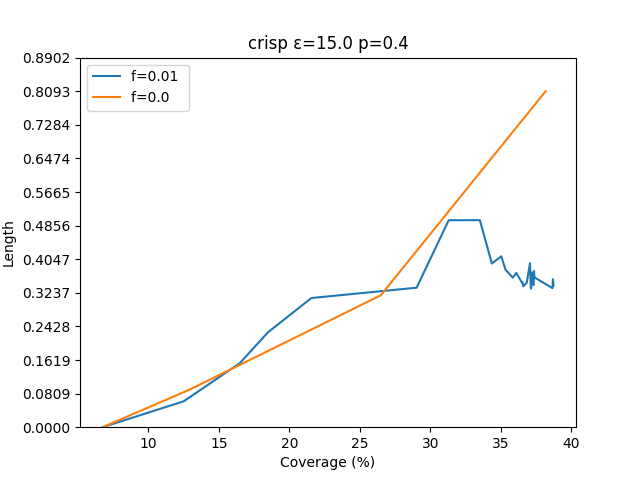 crisp ε=15.0 p=0.4
0.8902
0.8093
0.7284
0.6474
0.5665
0.4856
0.4047
0.3237
0.2428
0.1619
0.0809
0.0000
Length
f=0.01
f=0.0
10 15 20 25 30 35 40
Coverage (%)